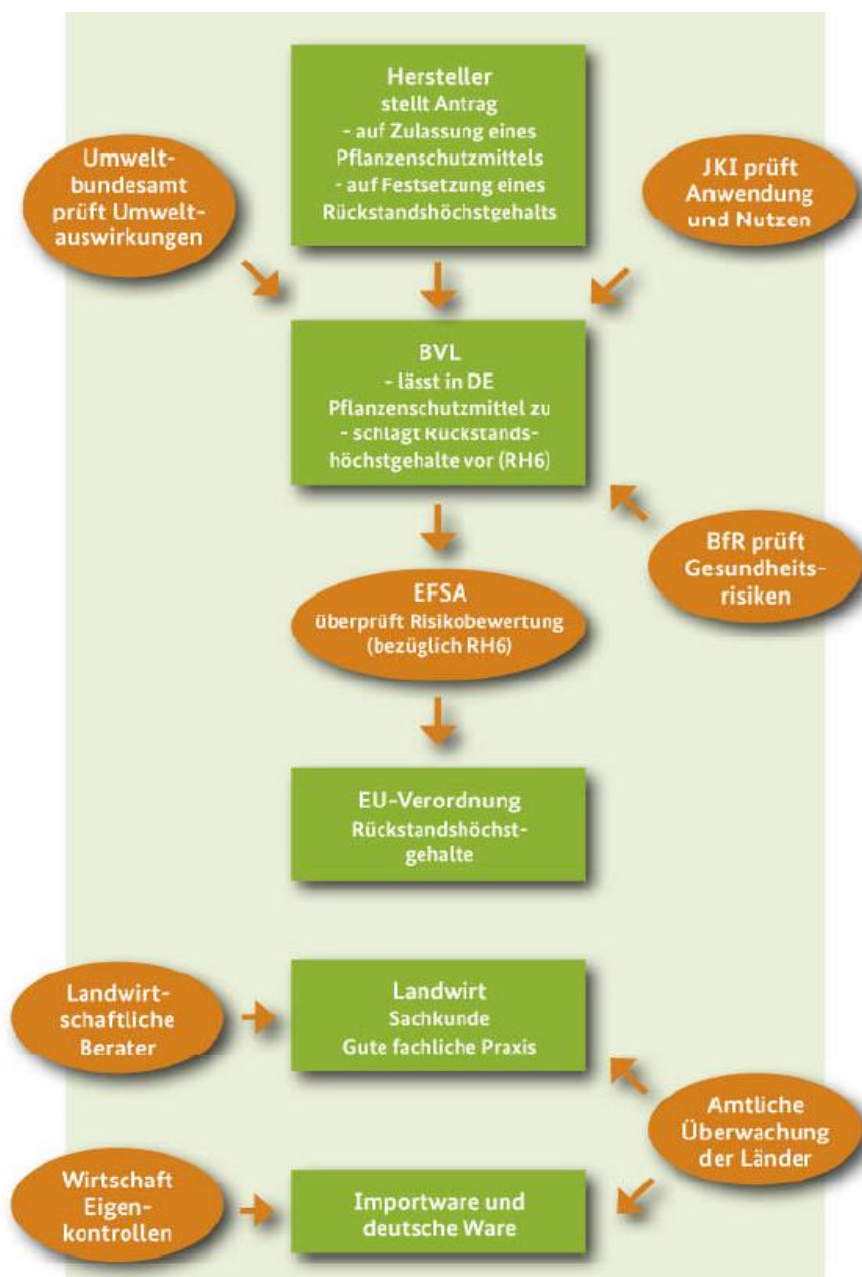 Hersteller
stellt Antrag
- auf Zulassung eines
Pflanzenschutzmittels
- auf Festsetzung eines
Rückstandshöchstgehalts
Umwelt-
bundesamt
prüft Umwelt-
auswirkungen
JKI prüft
Anwendung
und Nutzen
BVL
- lässt in DE
Pflanzenschutzmittel zu
- schlägt Rückstands-
höchstgehalte vor (RH6)
BfR prüft
Gesundheits-
risiken
EFSA
überprüft Risikobewertung
(bezüglich RH6)
EU-Verordnung
Rückstandshöchst-
gehalte
Landwirt-
schaftliche
Berater
Landwirt
Sachkunde
Gute fachliche Praxis
Amtliche
Überwachung
der Länder
Wirtschaft
Eigen-
kontrollen
Importware und
deutsche Ware